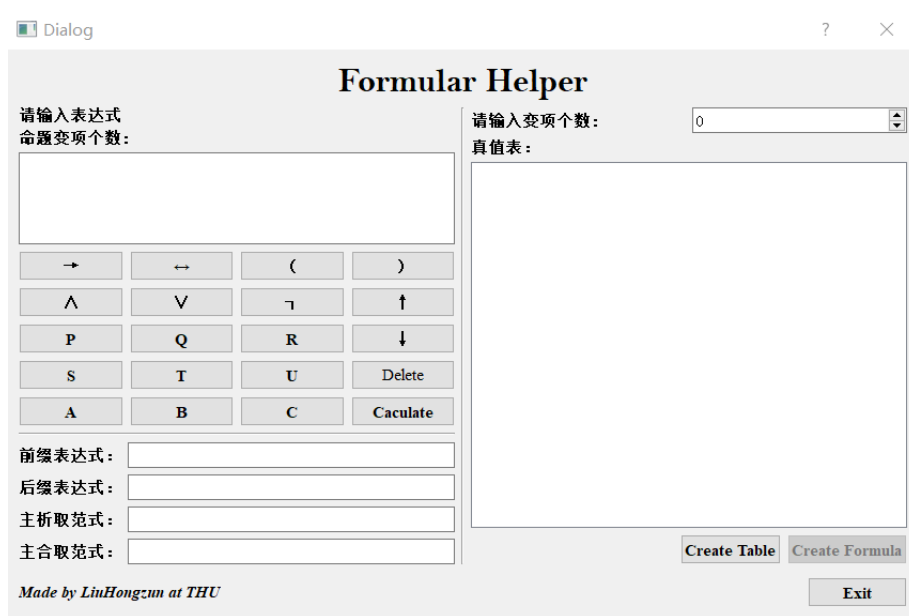 Dialog ?
Formular Helper
请输入表达式
命题变项个数：
→ ↔ ( )
∧ ∨ ┐ ↑
P Q R ↓
S T U Delete
A B C Caculate
前缀表达式：
后缀表达式：
主折取范式：
主合取范式：
Made by LinHongzun at THU
请输入变项个数： 0
真值表：
Create Table Create Formula
Exit